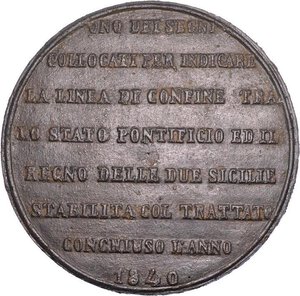 UNO DEI SEGNI
COLLOCATI PER INDICARE
LA LINEA DI CONFINE TRA
LO STATO PONTIFICIO ED IL
REGNO DELLE DUE SICILIE
STABILITA COL TRATTATO
CONCHIUSO L'ANNO
1840